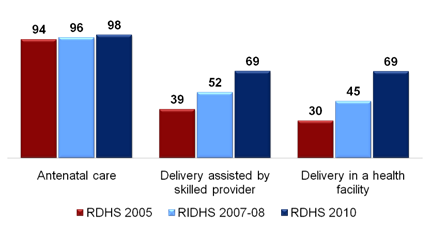 94 96 98
39 52 69
30 45 69
Antenatal care
Delivery assisted by
skilled provider
Delivery in a health
facility
RDHS 2005 RIDHS 2007-08 RDHS 2010